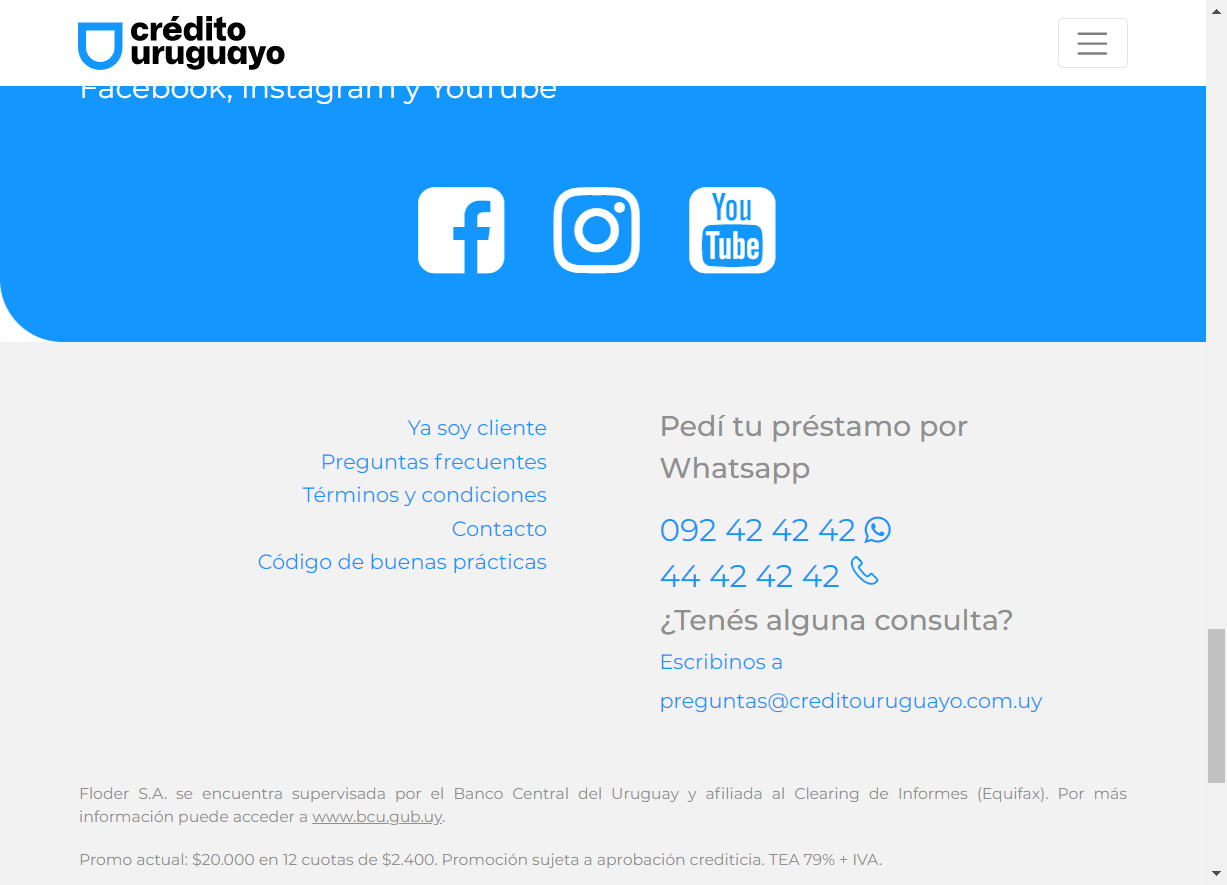 crédito
uruguayo
Facebook, Instagram y YouTube
You
Tube
Ya soy cliente
Preguntas frecuentes
Términos y condiciones
Contacto
Código de buenas prácticas
Pedí tu préstamo por
Whatsapp
092 42 42 42
44 42 42 42
¿Tenés alguna consulta?
Escribinos a
preguntas@creditouruguayo.com.uy
Floder S.A. se encuentra supervisada por el Banco Central del Uruguay y afiliada al Clearing de Informes (Equifax). Por más
información puede acceder a www.bcu.gub.uy.
Promo actual: $20.000 en 12 cuotas de $2.400. Promoción sujeta a aprobación crediticia. TEA 79% + IVA.